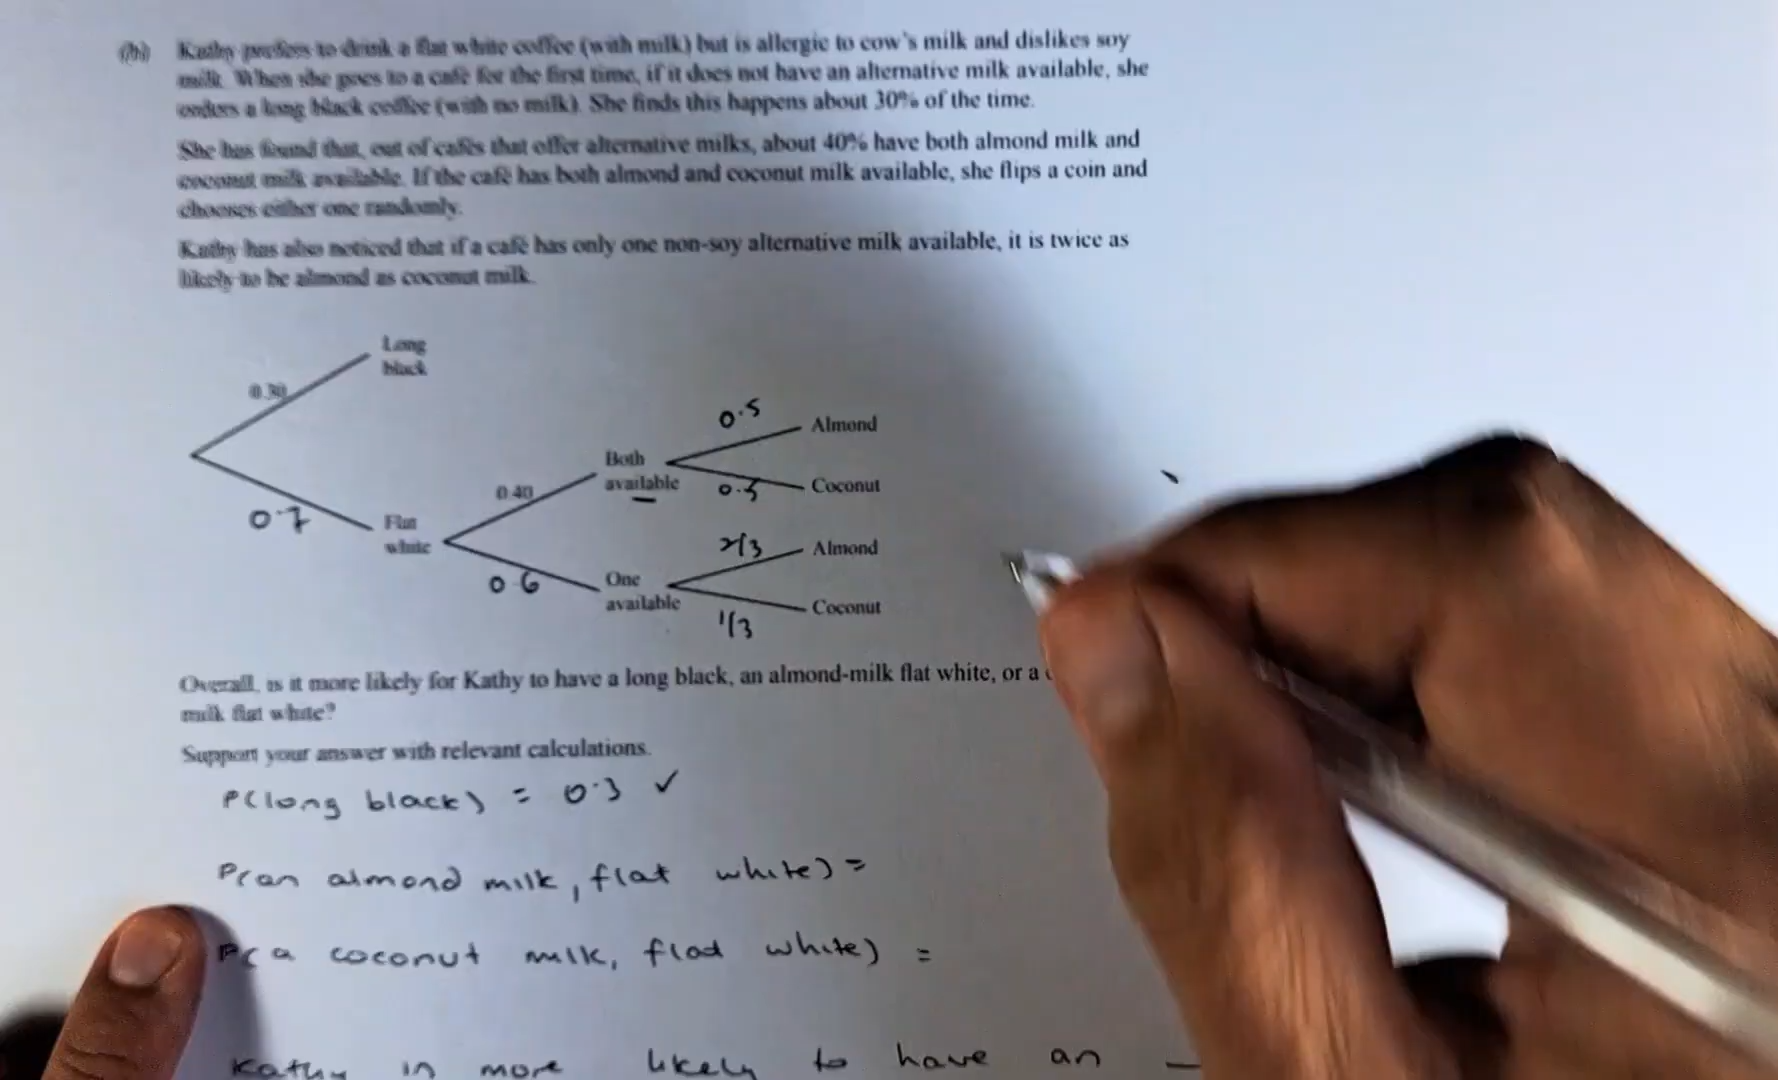 (b) Kathy prefers to drink a flat white coffee (with milk) but is allergic to cow's milk and dislikes soy
milk. When she goes to a café for the first time, if it does not have an alternative milk available, she
orders a long black coffee (with no milk). She finds this happens about 30% of the time.
She has found that, out of cafés that offer alternative milks, about 40% have both almond milk and
coconut milk available. If the café has both almond and coconut milk available, she flips a coin and
chooses either one randomly.
Kathy has also noticed that if a café has only one non-soy alternative milk available, it is twice as
likely to be almond as coconut milk.
Long
black
0.30
0.7
Flat
white
0.40
0.6
Both
available
One
available
0.5
Almond
0.5
Coconut
2/3
Almond
1/3
Coconut
Overall, is it more likely for Kathy to have a long black, an almond-milk flat white, or a
milk flat white?
Support your answer with relevant calculations.
P(long black) = 0.3 ✓
P(an almond milk, flat white) =
P(a coconut milk, flat white) =
Kathy is more likely to have an